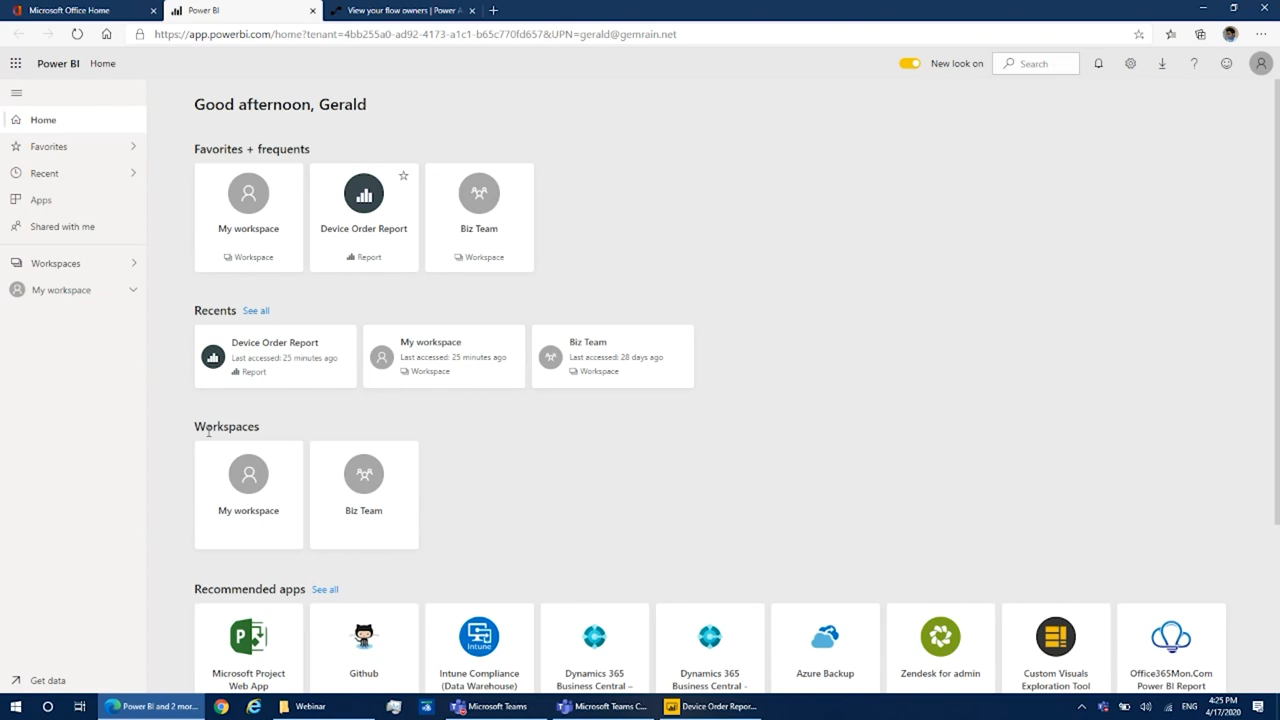 Microsoft Office Home
Power BI
View your flow owners | Power A
https://app.powerbi.com/home?tenant=4bb255a0-ad92-4173-a1c1-b65c770fd657&UPN=gerald@gemrain.net
Power BI Home
New look on
Search
Home
Favorites
Recent
Apps
Shared with me
Workspaces
My workspace
Get data
Good afternoon, Gerald
Favorites + frequents
My workspace
Workspace
Device Order Report
Report
Biz Team
Workspace
Recents See all
Device Order Report
Last accessed: 25 minutes ago
Report
My workspace
Last accessed: 25 minutes ago
Workspace
Biz Team
Last accessed: 28 days ago
Workspace
Workspaces
My workspace
Biz Team
Recommended apps See all
Microsoft Project
Web App
Github
Intune
Intune Compliance
(Data Warehouse)
Dynamics 365
Business Central –
Dynamics 365
Business Central -
Azure Backup
Zendesk for admin
Custom Visuals
Exploration Tool
Office365Mon.Com
Power BI Report
Power BI and 2 mor...
Webinar
Microsoft Teams
Microsoft Teams C...
Device Order Repor...
ENG
4:25 PM
4/17/2020